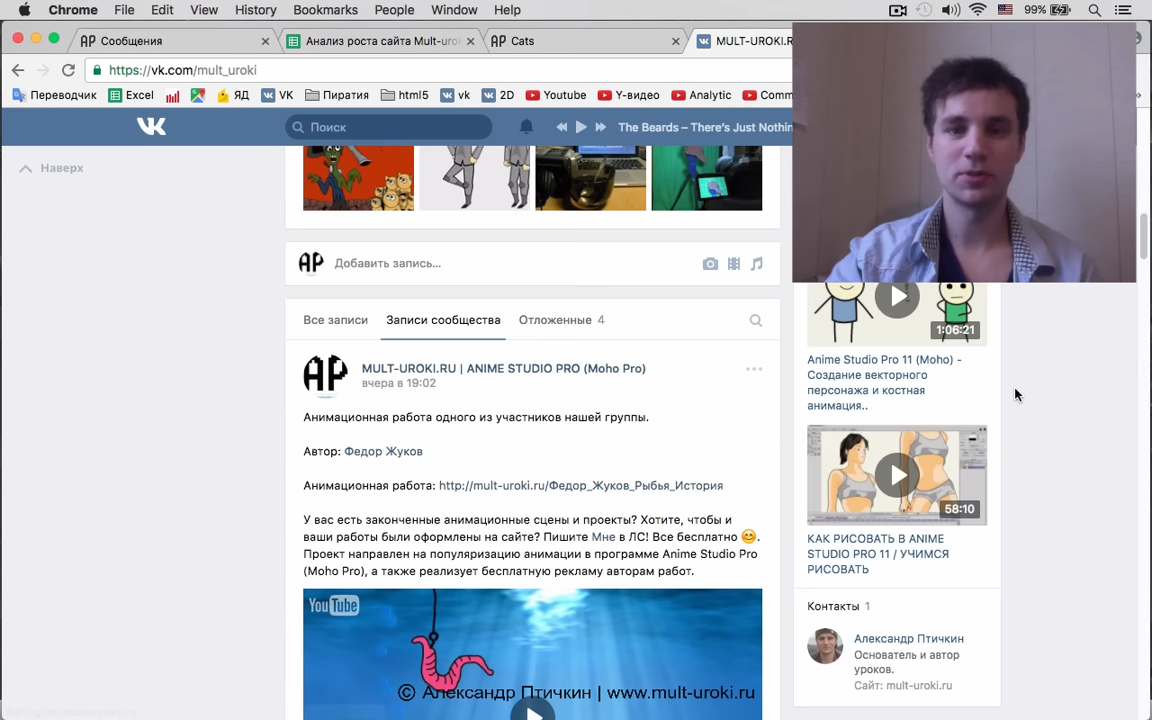 Chrome File Edit View History Bookmarks People Window Help 99%
AP Сообщения
Анализ роста сайта Mult-uro
AP Cats
MULT-UROKI.R
https://vk.com/mult_uroki
Переводчик Excel ЯД VK Пиратия html5 vk 2D Youtube Y-видео Analytic Comm
Поиск
The Beards – There's Just Nothin
Наверх
AP Добавить запись...
Все записи Записи сообщества Отложенные 4
AP MULT-UROKI.RU | ANIME STUDIO PRO (Moho Pro)
вчера в 19:02
Анимационная работа одного из участников нашей группы.
Автор: Федор Жуков
Анимационная работа: http://mult-uroki.ru/Федор_Жуков_Рыбья_История
У вас есть законченные анимационные сцены и проекты? Хотите, чтобы и
ваши работы были оформлены на сайте? Пишите Мне в ЛС! Все бесплатно 😊.
Проект направлен на популяризацию анимации в программе Anime Studio Pro
(Moho Pro), а также реализует бесплатную рекламу авторам работ.
YouTube
© Александр Птичкин | www.mult-uroki.ru
1:06:21
Anime Studio Pro 11 (Moho) -
Создание векторного
персонажа и костная
анимация..
58:10
КАК РИСОВАТЬ В ANIME
STUDIO PRO 11 / УЧИМСЯ
РИСОВАТЬ
Контакты 1
Александр Птичкин
Основатель и автор
уроков.
Сайт: mult-uroki.ru